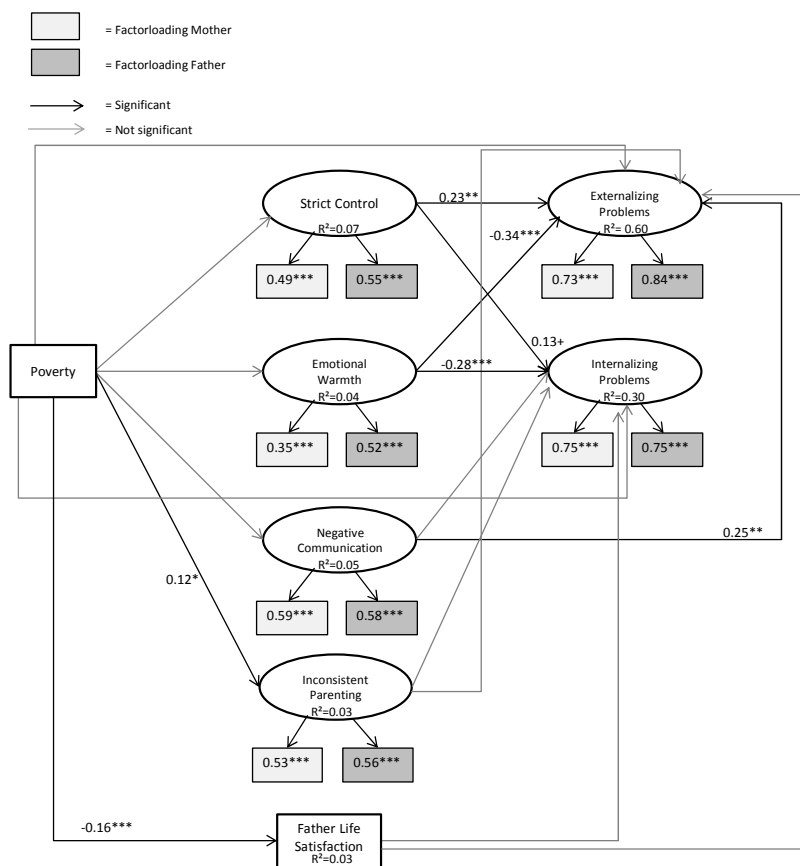 = Factorloading Mother
= Factorloading Father
= Significant
= Not significant
Strict Control
R²=0.07
0.23**
Externalizing
Problems
R²= 0.60
-0.34***
0.49***
0.55***
0.73***
0.84***
Poverty
Emotional
Warmth
R²=0.04
0.13+
-0.28***
Internalizing
Problems
R²=0.30
0.35***
0.52***
0.75***
0.75***
Negative
Communication
R²=0.05
0.25**
0.12*
0.59***
0.58***
Inconsistent
Parenting
R²=0.03
0.53***
0.56***
-0.16***
Father Life
Satisfaction
R²=0.03